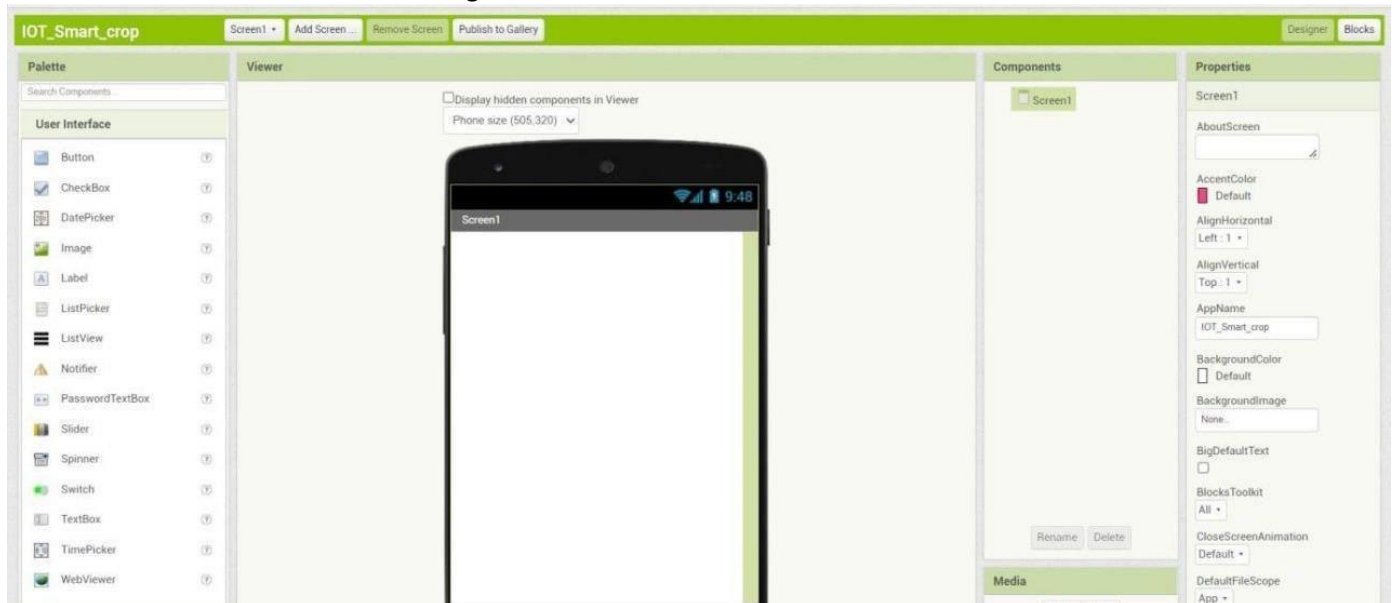 IOT_Smart_crop
Screen1
Add Screen ...
Remove Screen
Publish to Gallery
Designer
Blocks
Palette
Search Components...
User Interface
Button
CheckBox
DatePicker
Image
Label
ListPicker
ListView
Notifier
PasswordTextBox
Slider
Spinner
Switch
TextBox
TimePicker
WebViewer
Viewer
Display hidden components in Viewer
Phone size (505,320)
9:48
Screen1
Components
Screen1
Rename
Delete
Media
Properties
Screen1
AboutScreen
AccentColor
Default
AlignHorizontal
Left : 1
AlignVertical
Top : 1
AppName
IOT_Smart_crop
BackgroundColor
Default
BackgroundImage
None...
BigDefaultText
BlocksToolkit
All
CloseScreenAnimation
Default
DefaultFileScope
App